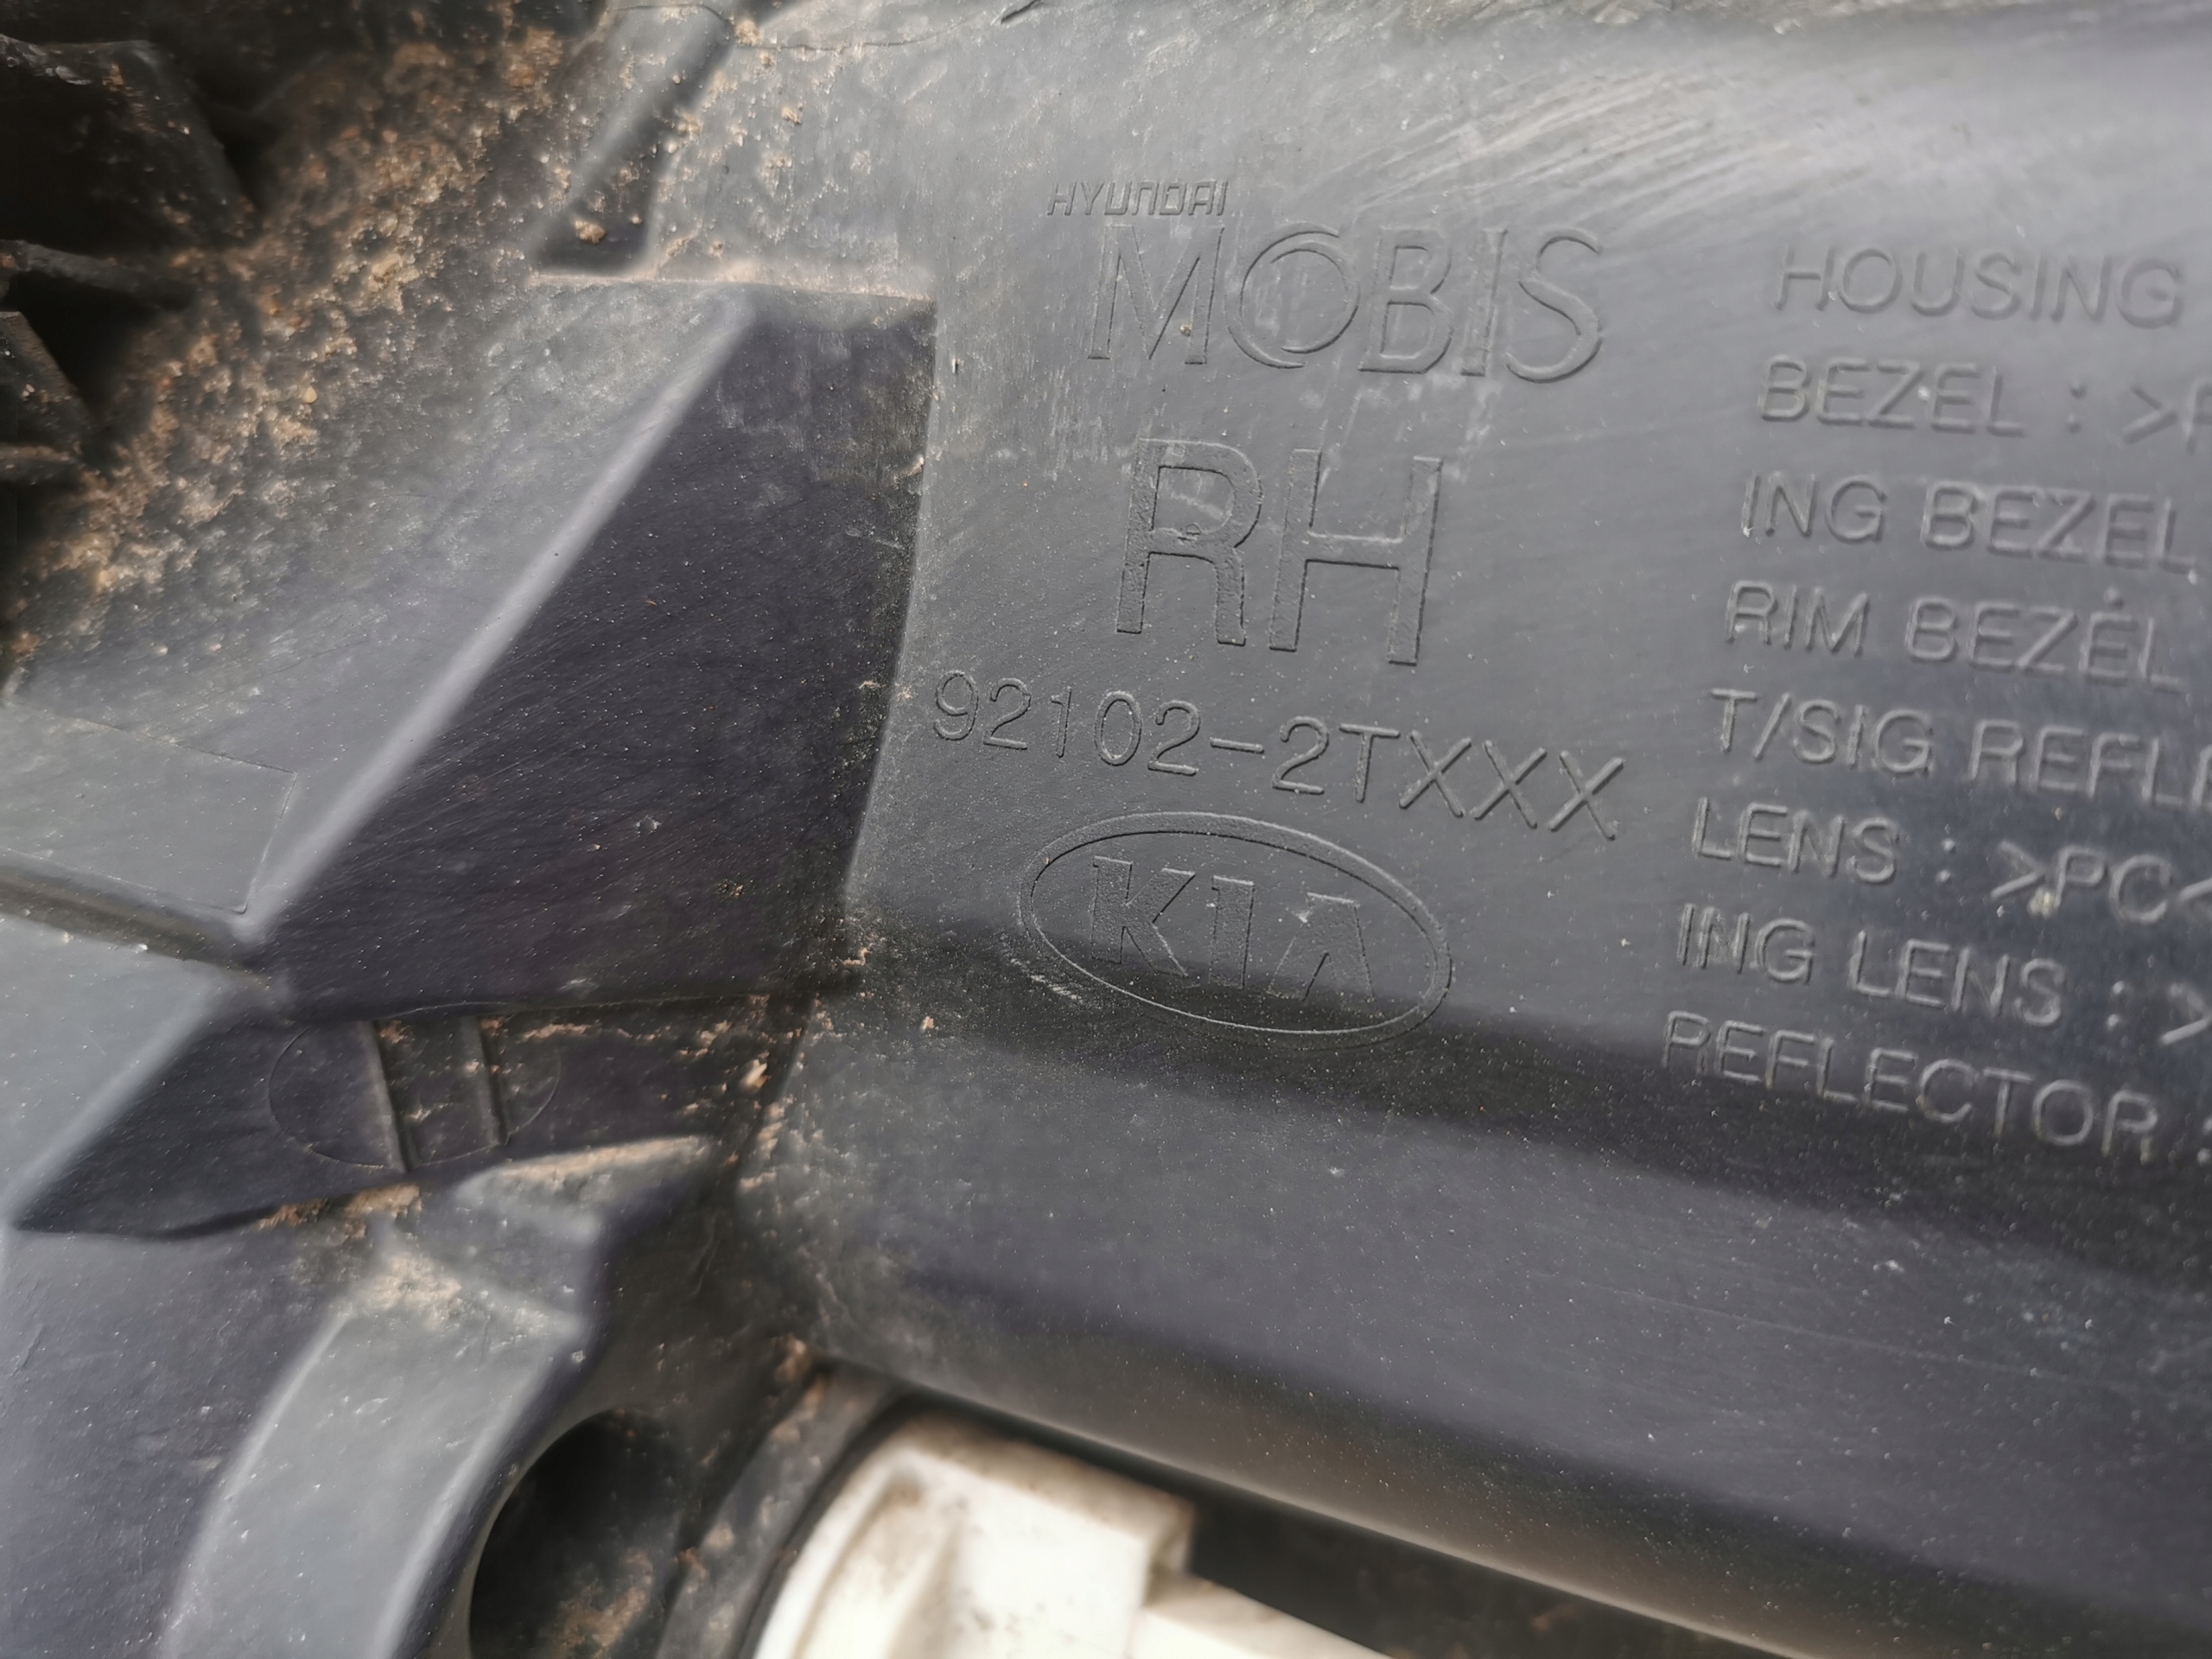 HYUNDAI
MOBIS
RH
92102-2TXXX
KIA
HOUSING
BEZEL : >
ING BEZEL
RIM BEZEL
T/SIG REFL
LENS : >PC<
ING LENS : >
REFLECTOR :